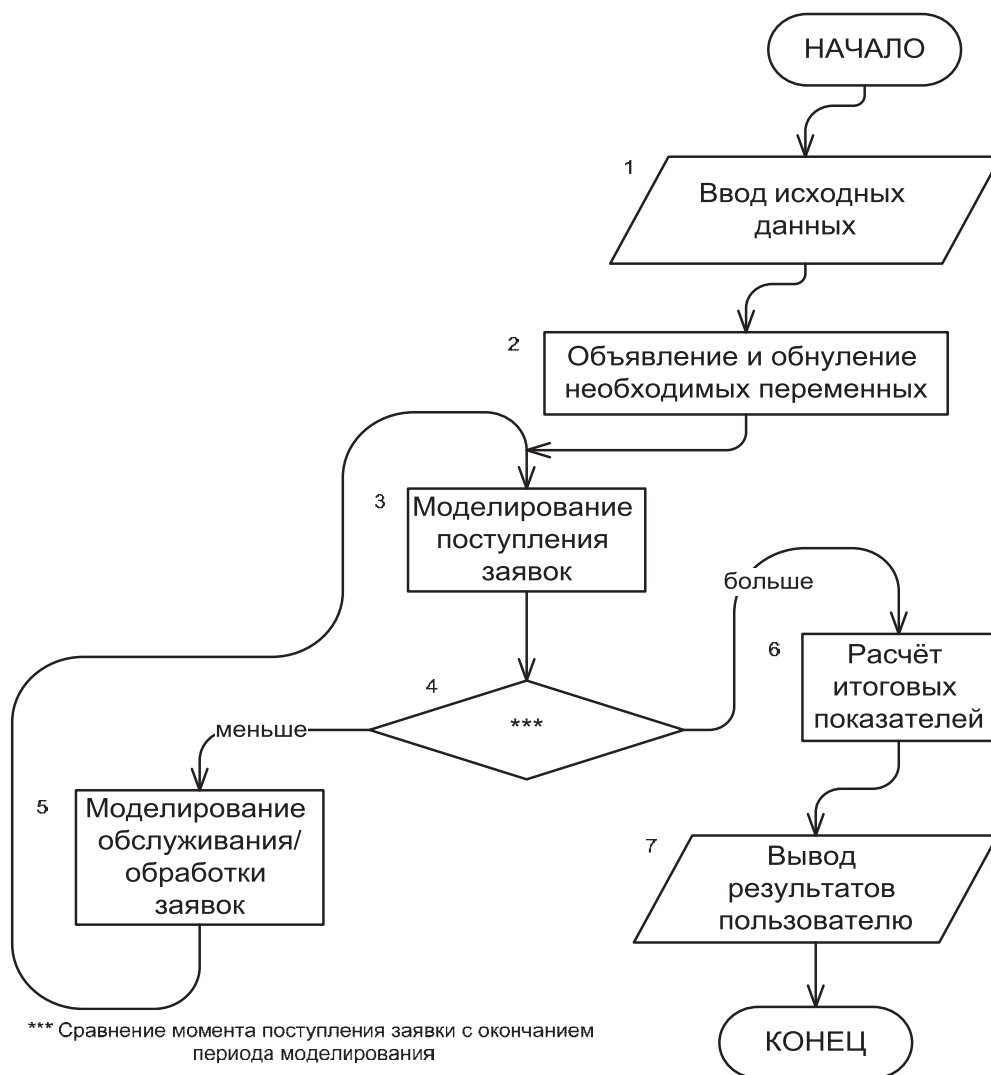 НАЧАЛО
1
Ввод исходных
данных
2
Объявление и обнуление
необходимых переменных
3
Моделирование
поступления
заявок
больше
6
Расчёт
итоговых
показателей
4
***
меньше
5
Моделирование
обслуживания/
обработки
заявок
7
Вывод
результатов
пользователю
*** Сравнение момента поступления заявки с окончанием
периода моделирования
КОНЕЦ